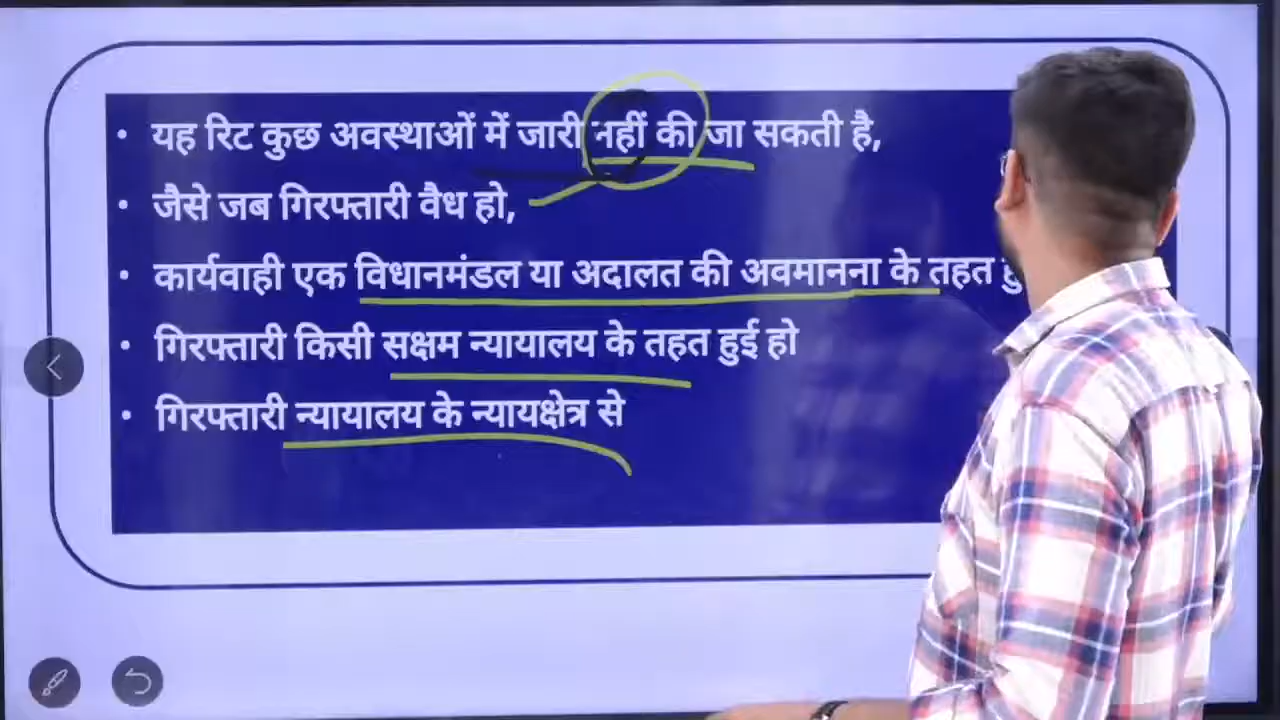 • यह रिट कुछ अवस्थाओं में जारी नहीं की जा सकती है,
• जैसे जब गिरफ्तारी वैध हो,
• कार्यवाही एक विधानमंडल या अदालत की अवमानना के तहत
• गिरफ्तारी किसी सक्षम न्यायालय के तहत हुई हो
• गिरफ्तारी न्यायालय के न्यायक्षेत्र से